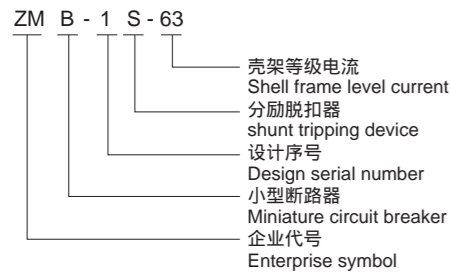 ZM B - 1 S - 63
壳架等级电流
Shell frame level current
分励脱扣器
shunt tripping device
设计序号
Design serial number
小型断路器
Miniature circuit breaker
企业代号
Enterprise symbol